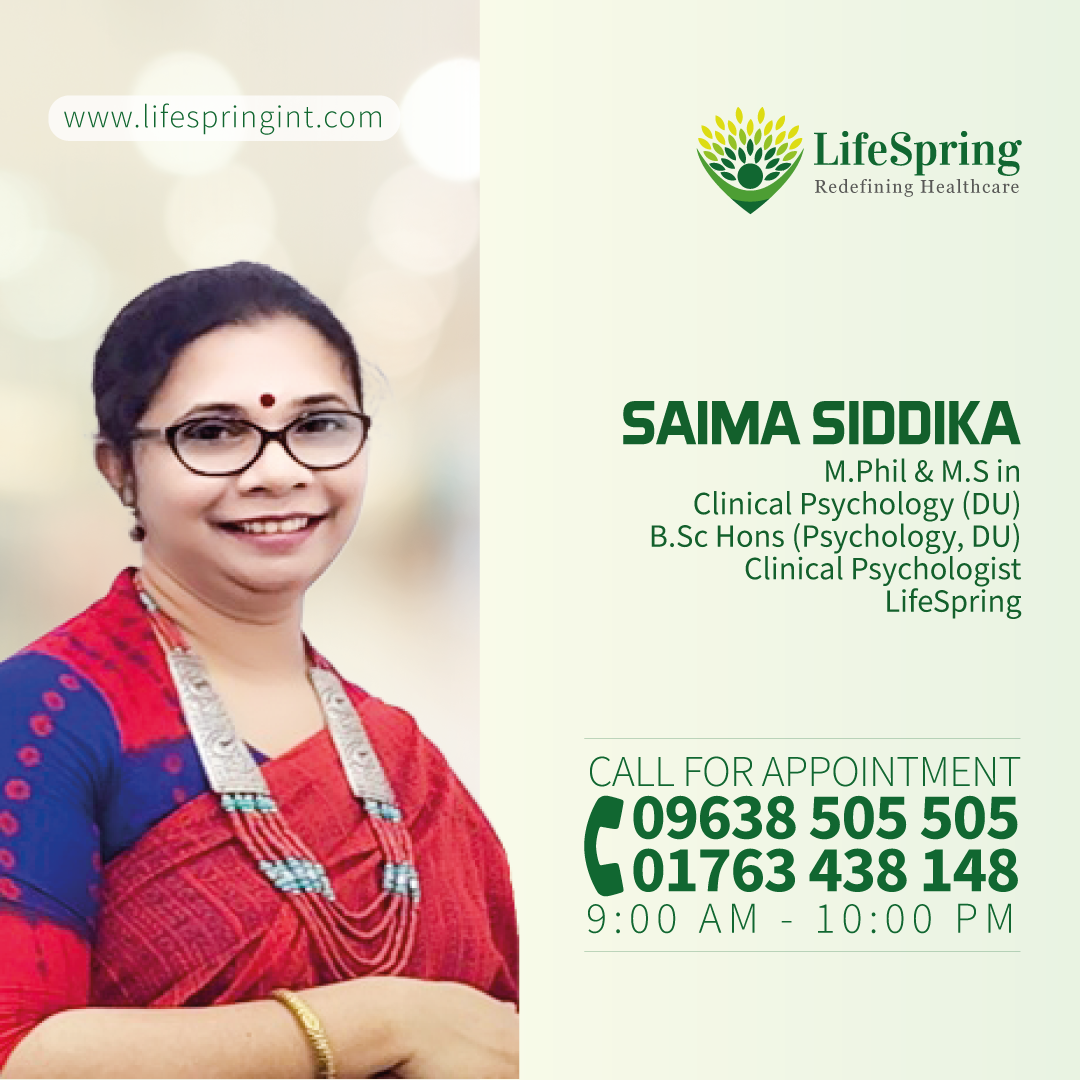 www.lifespringint.com
LifeSpring
Redefining Healthcare
SAIMA SIDDIKA
M.Phil & M.S in
Clinical Psychology (DU)
B.Sc Hons (Psychology, DU)
Clinical Psychologist
LifeSpring
CALL FOR APPOINTMENT
09638 505 505
01763 438 148
9:00 AM - 10:00 PM